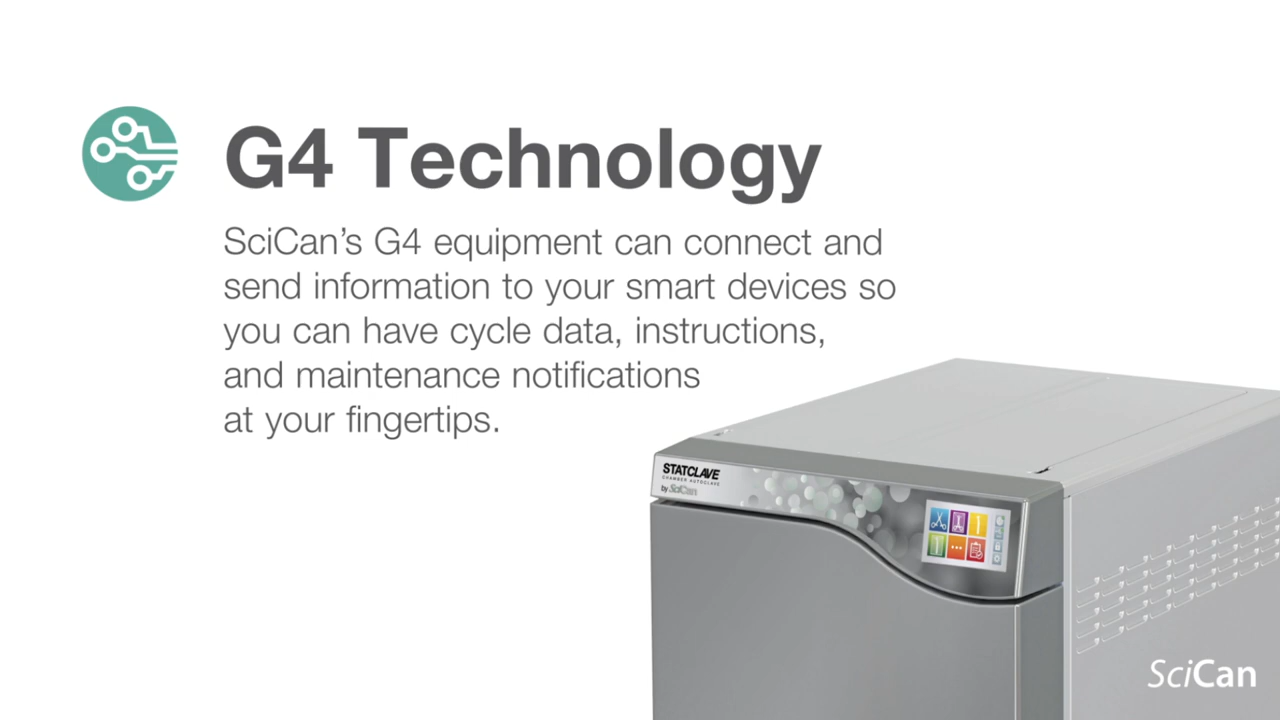 G4 Technology
SciCan's G4 equipment can connect and
send information to your smart devices so
you can have cycle data, instructions,
and maintenance notifications
at your fingertips.
STATCLAVE
CHAMBER AUTOCLAVE
by SciCan
SciCan